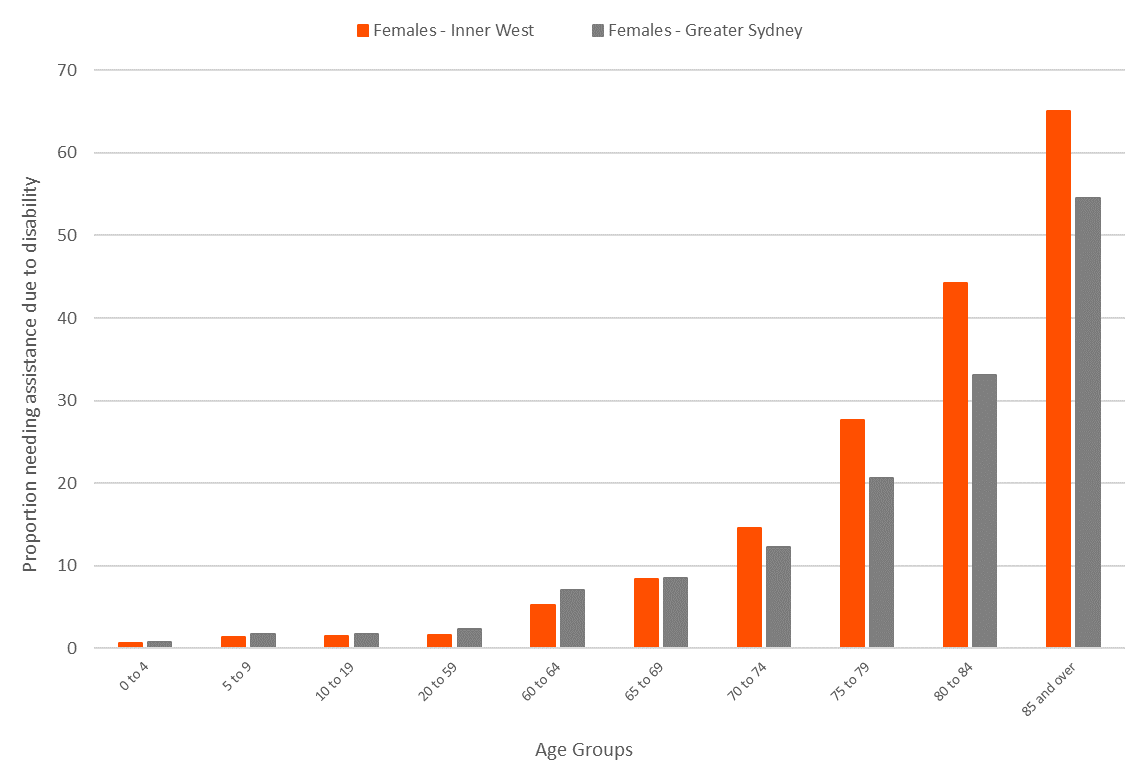 Females - Inner West
Females - Greater Sydney
70
60
50
40
30
20
10
0
Proportion needing assistance due to disability
0 to 4
5 to 9
10 to 19
20 to 59
60 to 64
65 to 69
70 to 74
75 to 79
80 to 84
85 and over
Age Groups